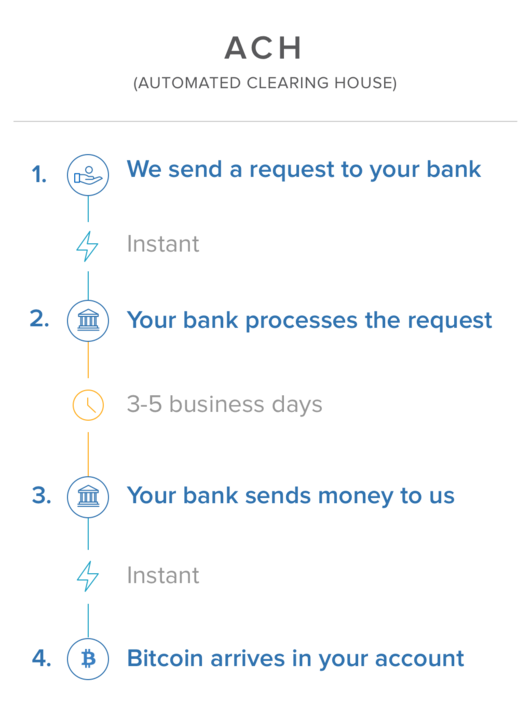 ACH
(AUTOMATED CLEARING HOUSE)
1. We send a request to your bank
Instant
2. Your bank processes the request
3-5 business days
3. Your bank sends money to us
Instant
4. Bitcoin arrives in your account